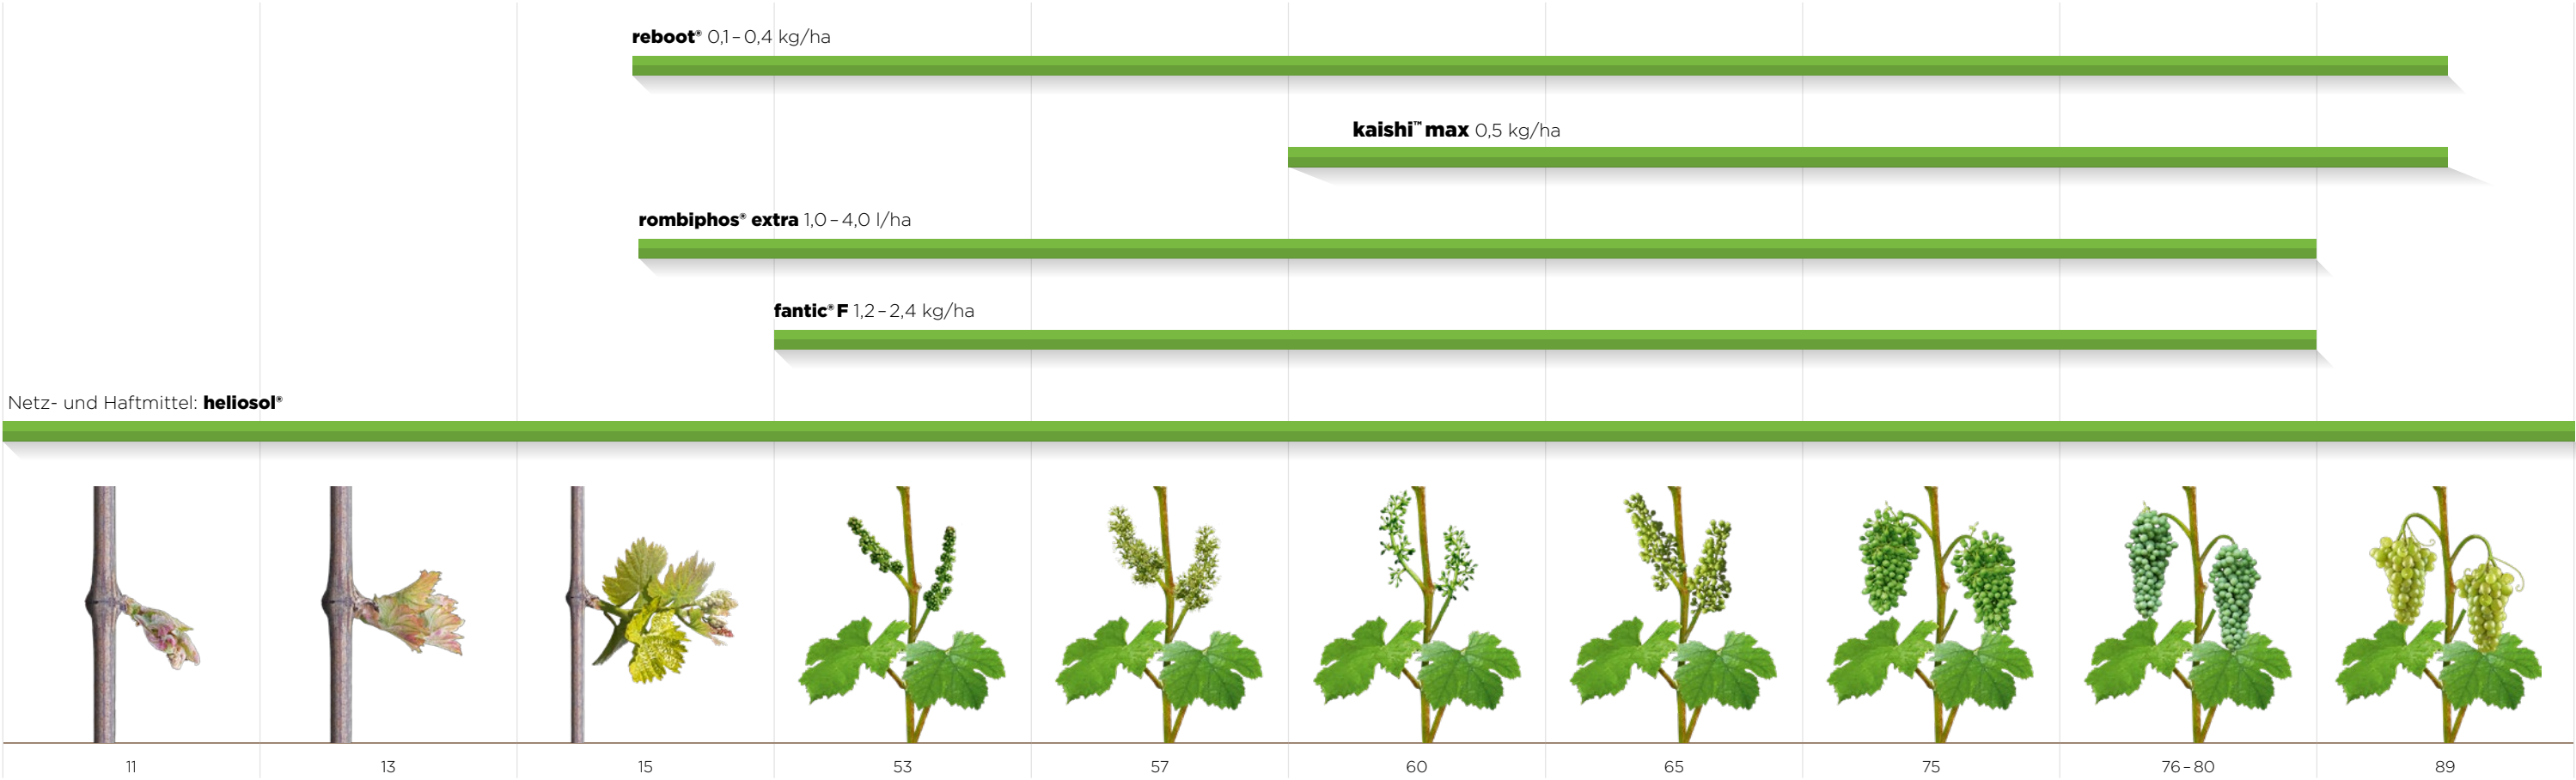 reboot® 0,1 – 0,4 kg/ha
kaishi™ max 0,5 kg/ha
rombiphos® extra 1,0 – 4,0 l/ha
fantic® F 1,2 – 2,4 kg/ha
Netz- und Haftmittel: heliosol®
11 13 15 53 57 60 65 75 76 – 80 89